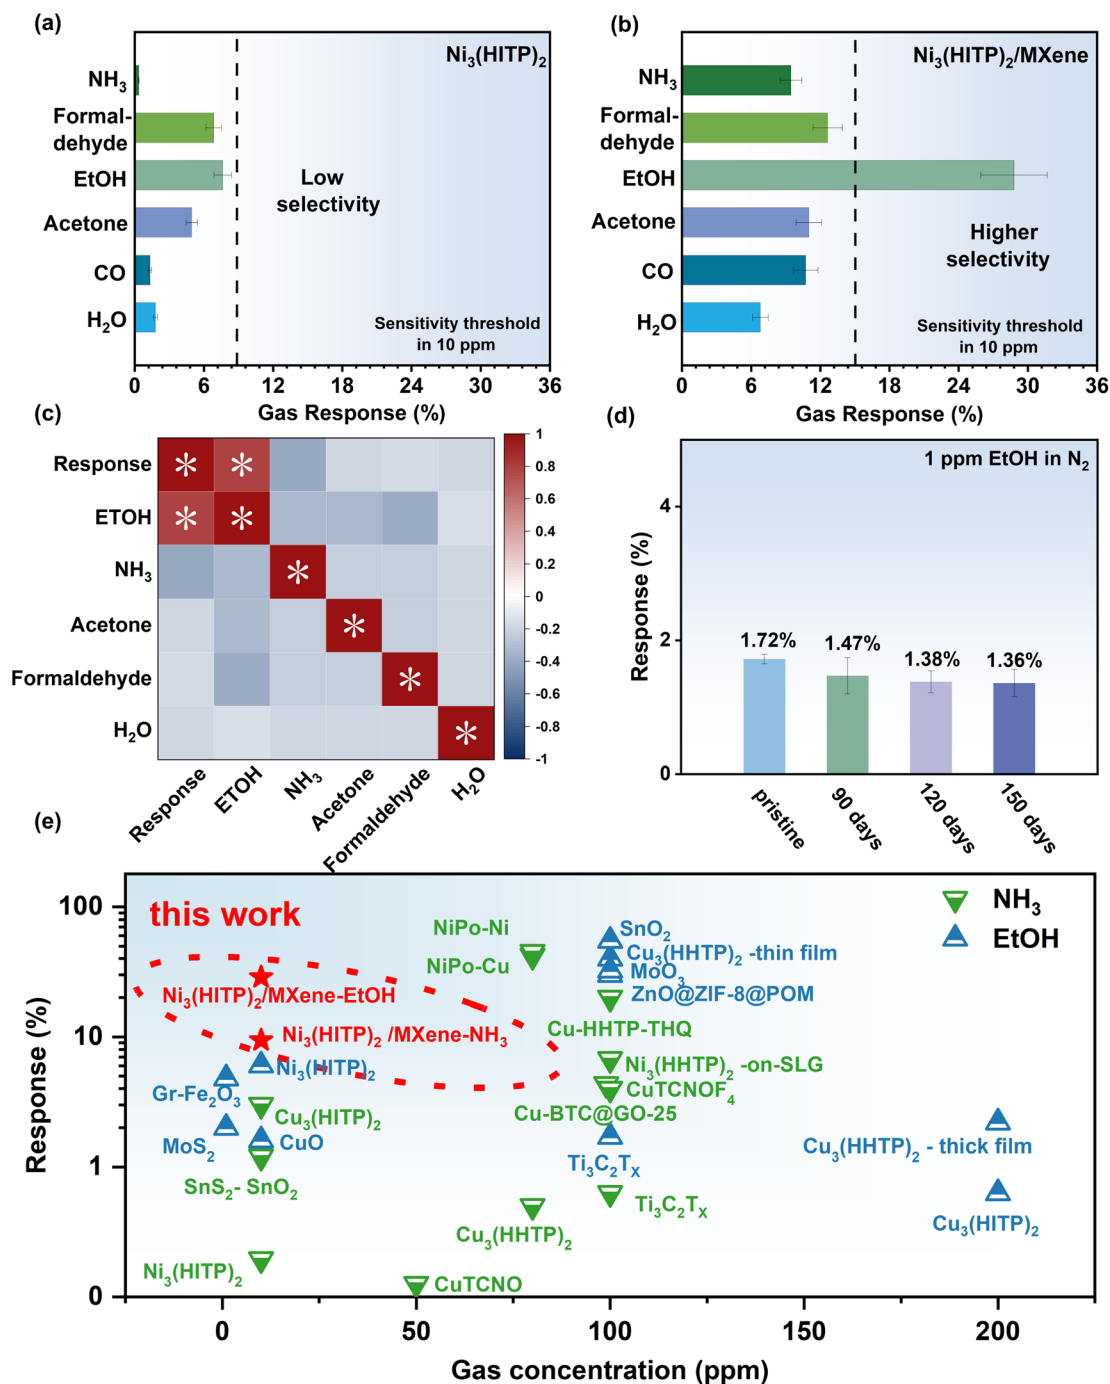 (a)
Ni₃(HITP)₂
NH₃
Formal-
dehyde
EtOH
Acetone
CO
H₂O
Low
selectivity
Sensitivity threshold
in 10 ppm
0 6 12 18 24 30 36
Gas Response (%)
(b)
Ni₃(HITP)₂/MXene
NH₃
Formal-
dehyde
EtOH
Acetone
CO
H₂O
Higher
selectivity
Sensitivity threshold
in 10 ppm
0 6 12 18 24 30 36
Gas Response (%)
(c)
Response
ETOH
NH₃
Acetone
Formaldehyde
H₂O
* *
* *
*
*
*
*
Response ETOH NH₃ Acetone Formaldehyde H₂O
1
0.8
0.6
0.4
0.2
0
-0.2
-0.4
-0.6
-0.8
-1
(d)
1 ppm EtOH in N₂
Response (%)
4
2
0
1.72%
1.47%
1.38%
1.36%
pristine
90 days
120 days
150 days
(e)
this work
NH₃
EtOH
Response (%)
100
10
1
0
NiPo-Ni
NiPo-Cu
SnO₂
Cu₃(HHTP)₂ -thin film
MoO₃
ZnO@ZIF-8@POM
Ni₃(HITP)₂/MXene-EtOH
Ni₃(HITP)₂ /MXene-NH₃
Cu-HHTP-THQ
Ni₃(HITP)₂
Ni₃(HHTP)₂ -on-SLG
Gr-Fe₂O₃
CuTCNOF₄
Cu₃(HITP)₂
Cu-BTC@GO-25
MoS₂
CuO
Ti₃C₂Tₓ
Cu₃(HHTP)₂ - thick film
SnS₂- SnO₂
Ti₃C₂Tₓ
Cu₃(HHTP)₂
Cu₃(HITP)₂
Ni₃(HITP)₂
CuTCNO
0 50 100 150 200
Gas concentration (ppm)